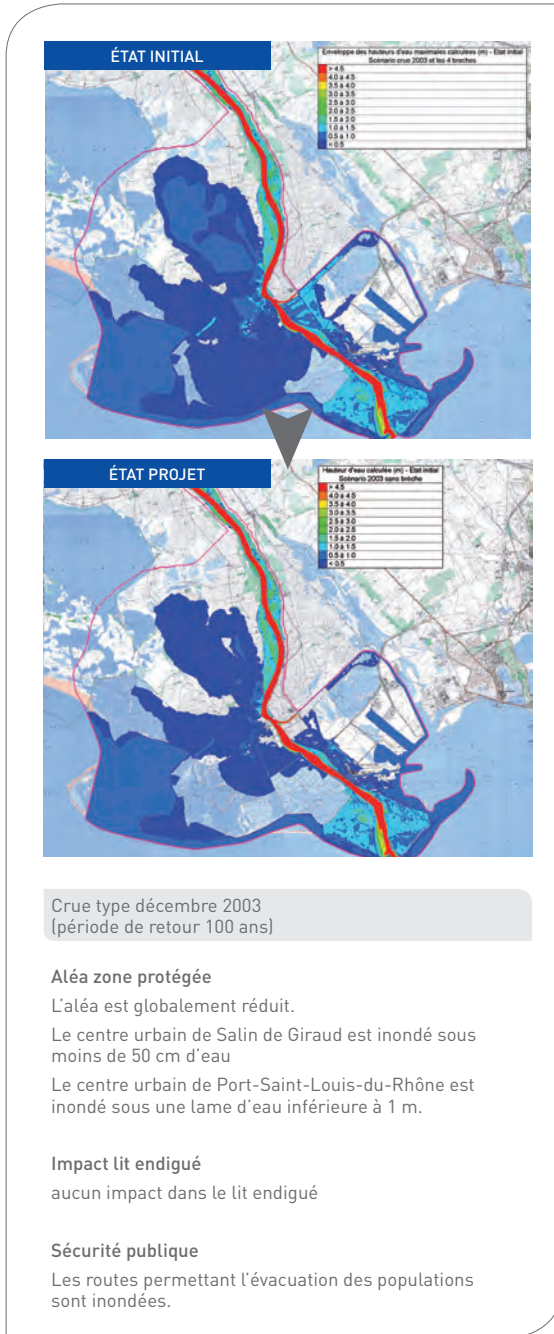 ÉTAT INITIAL
Enveloppe des hauteurs d'eau maximales calculées (m) - Etat initial
Scénario crue 2003 et les 4 brèches
> 4.5
4.0 à 4.5
3.5 à 4.0
3.0 à 3.5
2.5 à 3.0
2.0 à 2.5
1.5 à 2.0
1.0 à 1.5
0.5 à 1.0
< 0.5
ÉTAT PROJET
Hauteur d'eau calculée (m) - Etat initial
Scénario 2003 sans brèche
> 4.5
4.0 à 4.5
3.5 à 4.0
3.0 à 3.5
2.5 à 3.0
2.0 à 2.5
1.5 à 2.0
1.0 à 1.5
0.5 à 1.0
< 0.5
Crue type décembre 2003
(période de retour 100 ans)
Aléa zone protégée
L'aléa est globalement réduit.
Le centre urbain de Salin de Giraud est inondé sous
moins de 50 cm d'eau
Le centre urbain de Port-Saint-Louis-du-Rhône est
inondé sous une lame d'eau inférieure à 1 m.
Impact lit endigué
aucun impact dans le lit endigué
Sécurité publique
Les routes permettant l'évacuation des populations
sont inondées.